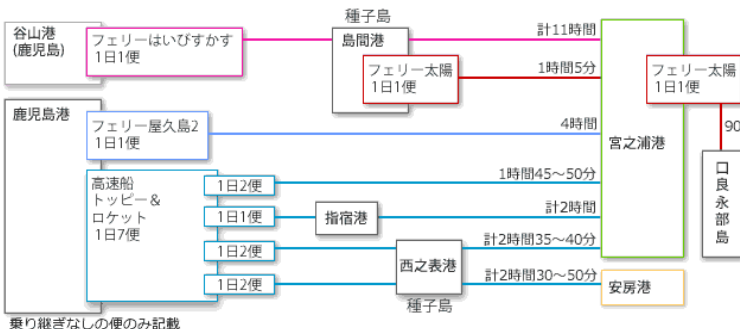 種子島
谷山港
(鹿児島)
フェリーはいびすかす
1日1便
島間港
計11時間
フェリー太陽
1日1便
1時間5分
フェリー太陽
1日1便
鹿児島港
フェリー屋久島2
1日1便
4時間
宮之浦港
90
高速船
トッピー&
ロケット
1日7便
1日2便
1時間45~50分
口良永部島
1日1便
指宿港
計2時間
1日2便
西之表港
計2時間35~40分
1日2便
計2時間30~50分
安房港
種子島
乗り継ぎなしの便のみ記載